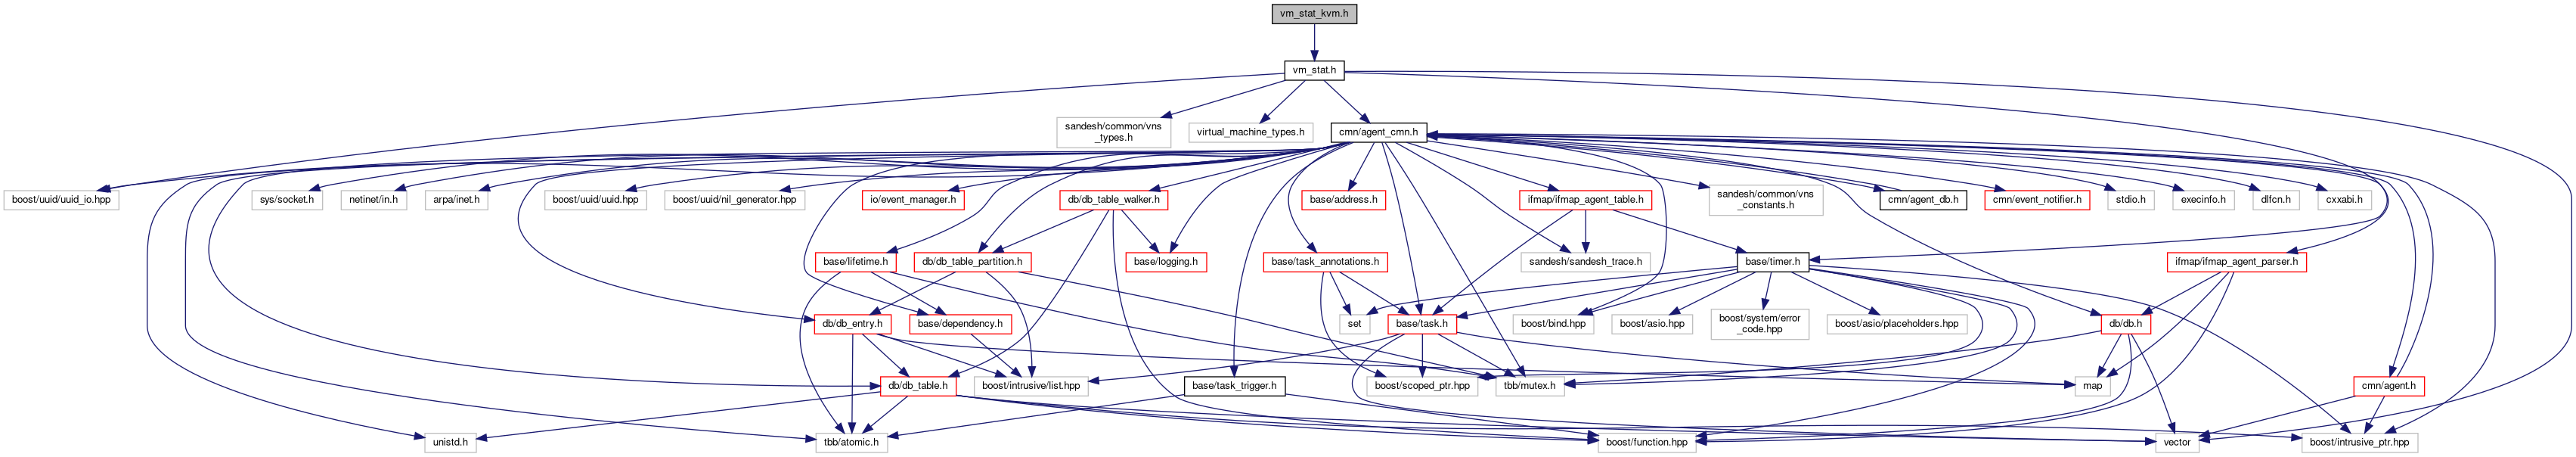 vm_stat_kvm.h
vm_stat.h
sandesh/common/vns
_types.h
virtual_machine_types.h
cmn/agent_cmn.h
boost/uuid/uuid_io.hpp
sys/socket.h
netinet/in.h
arpa/inet.h
boost/uuid/uuid.hpp
boost/uuid/nil_generator.hpp
io/event_manager.h
db/db_table_walker.h
base/address.h
ifmap/ifmap_agent_table.h
sandesh/common/vns
_constants.h
cmn/agent_db.h
cmn/event_notifier.h
stdio.h
execinfo.h
dlfcn.h
cxxabi.h
base/lifetime.h
db/db_table_partition.h
base/logging.h
base/task_annotations.h
sandesh/sandesh_trace.h
base/timer.h
ifmap/ifmap_agent_parser.h
db/db_entry.h
base/dependency.h
set
base/task.h
boost/bind.hpp
boost/asio.hpp
boost/system/error
_code.hpp
boost/asio/placeholders.hpp
db/db.h
db/db_table.h
boost/intrusive/list.hpp
base/task_trigger.h
boost/scoped_ptr.hpp
tbb/mutex.h
map
cmn/agent.h
unistd.h
tbb/atomic.h
boost/function.hpp
vector
boost/intrusive_ptr.hpp